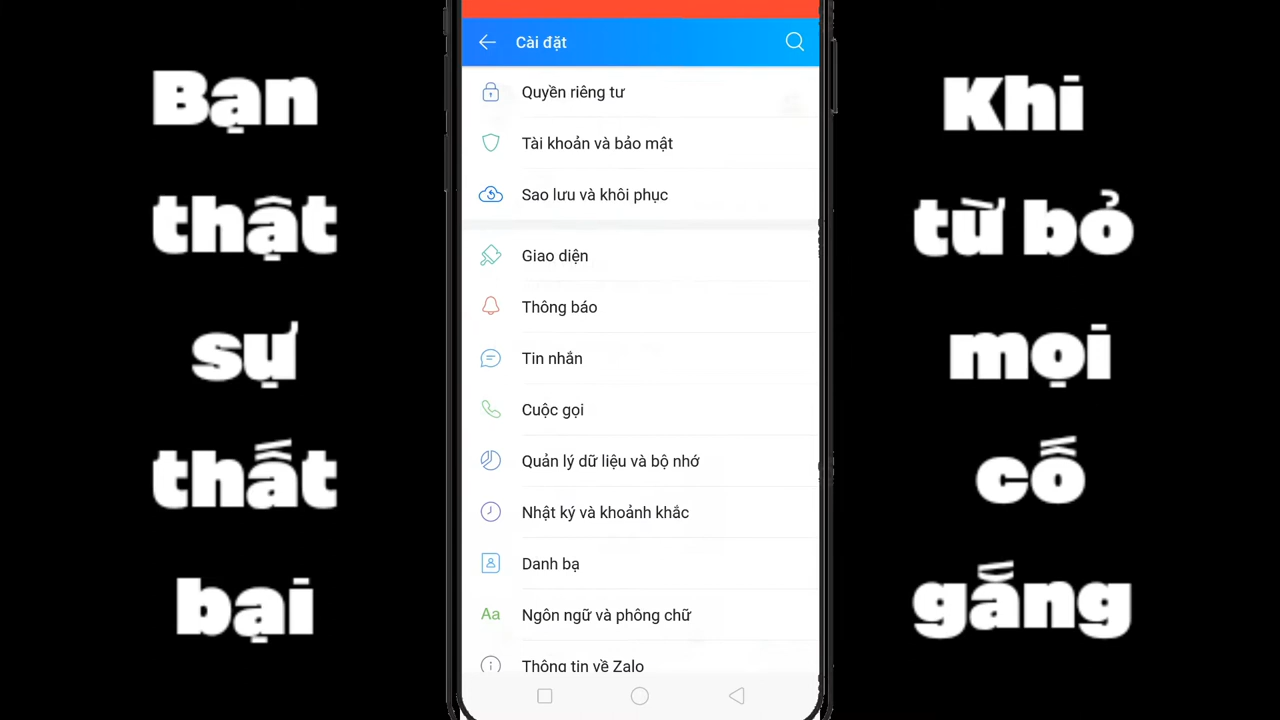 Bạn
thật
sự
thất
bại
Cài đặt
Quyền riêng tư
Tài khoản và bảo mật
Sao lưu và khôi phục
Giao diện
Thông báo
Tin nhắn
Cuộc gọi
Quản lý dữ liệu và bộ nhớ
Nhật ký và khoảnh khắc
Danh bạ
Aa Ngôn ngữ và phông chữ
Thông tin về Zalo
Khi
từ bỏ
mọi
cố
gắng